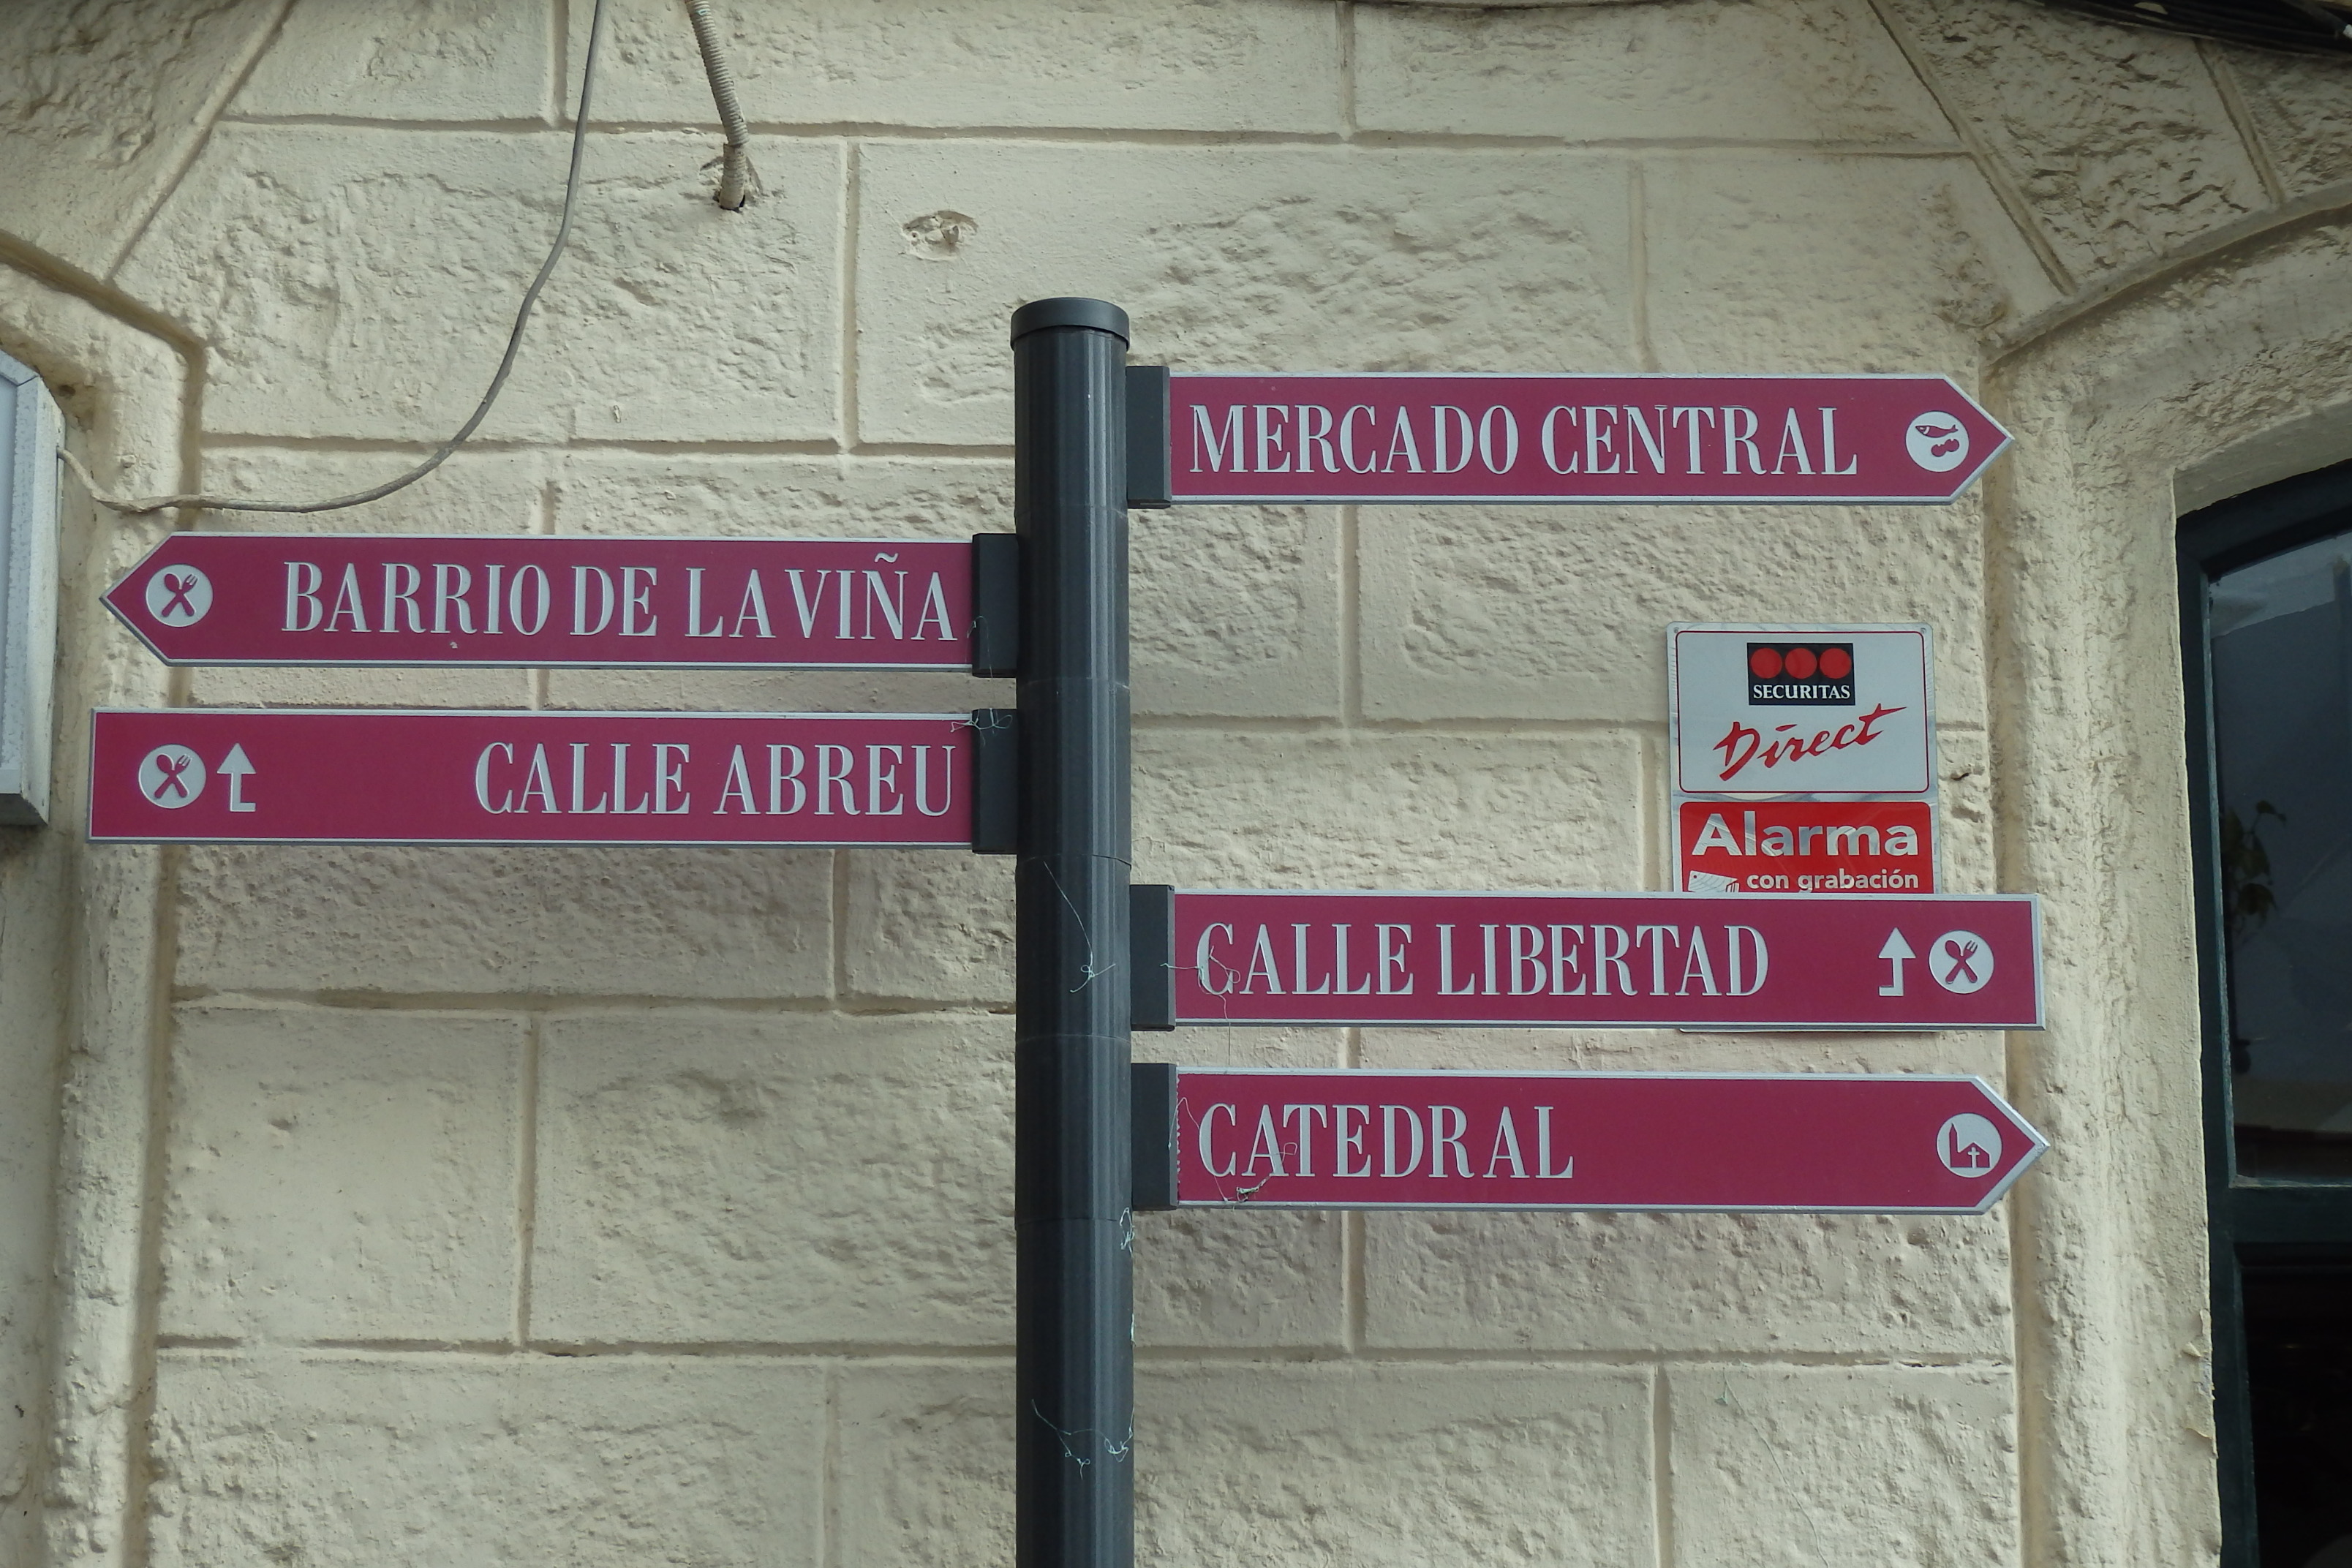 MERCADO CENTRAL
BARRIO DE LA VIÑA
CALLE ABREU
SECURITAS
Direct
Alarma
con grabación
CALLE LIBERTAD
CATEDRAL